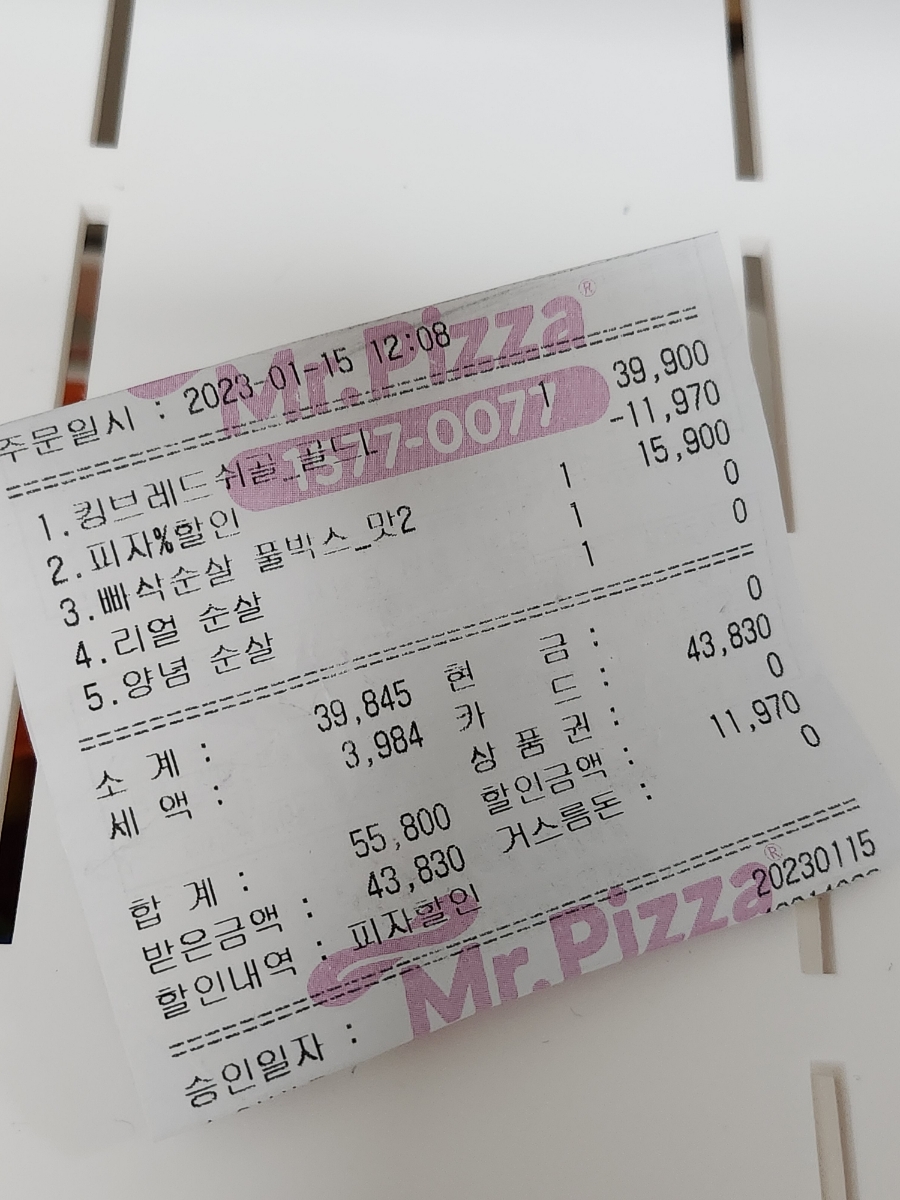 Mr.Pizza®
1577-0077
주문일시 : 2023-01-15 12:08
1.킹브레드쉬골_골드L 1 39,900
2.피자%할인 -11,970
3.빠삭순살 풀박스_맛2 1 15,900
4.리얼 순살 1 0
5.양념 순살 1 0
소 계 : 39,845 현 금 : 0
세 액 : 3,984 카 드 : 43,830
상 품 권 : 0
합 계 : 55,800 할인금액 : 11,970
받은금액 : 43,830 거스름돈 : 0
할인내역 : 피자할인
Mr.Pizza®
승인일자 : 20230115